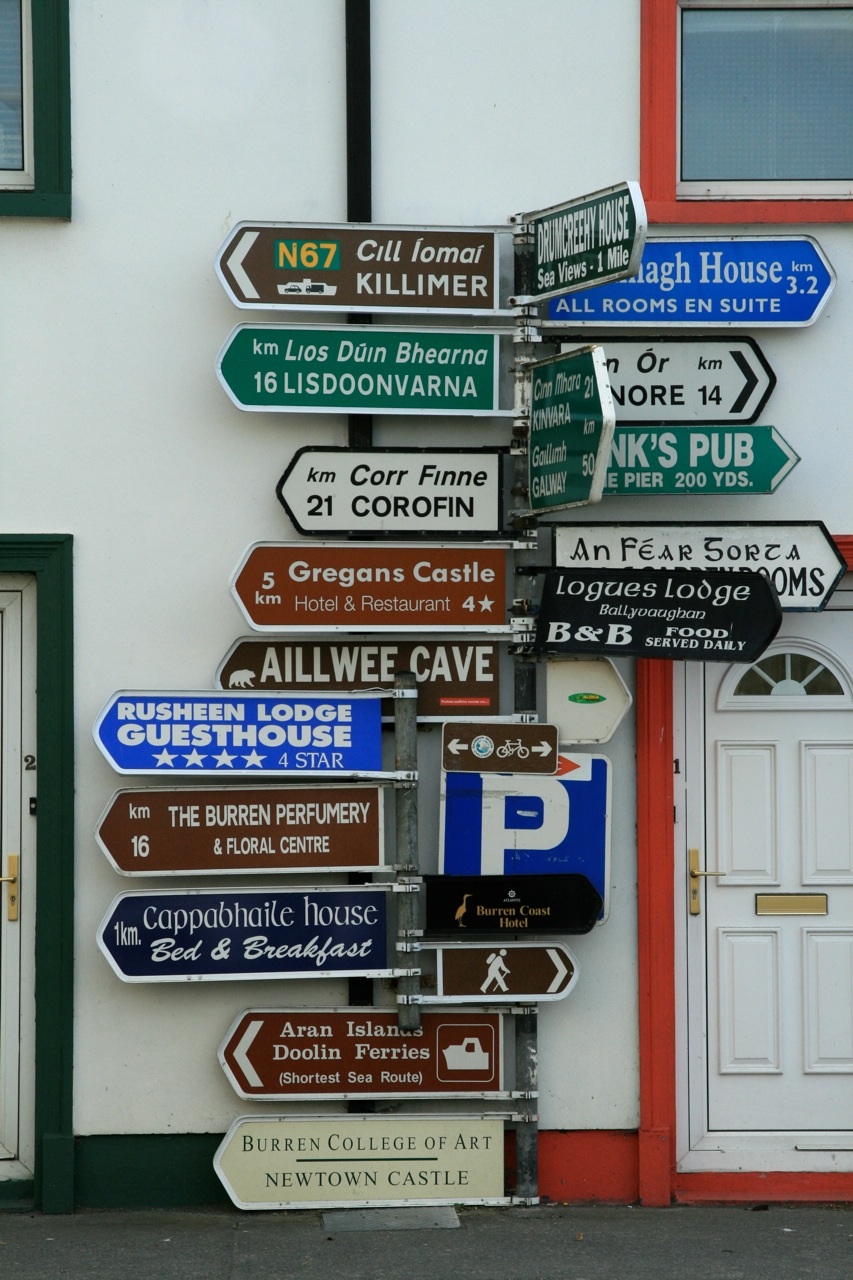 N67 Cill Íomaí
KILLIMER
DRUMCREEHY HOUSE
Sea Views · 1 Mile
House km
3.2
ALL ROOMS EN SUITE
km Lios Dúin Bhearna
16 LISDOONVARNA
Cinn Mhara 21
KINVARA km
Gaillimh 50
GALWAY
Ór km
14
PUB
PIER 200 YDS.
km Corr Finne
21 COROFIN
An Féar Gorta
5 km Gregans Castle
Hotel & Restaurant 4★
Logues Lodge
Ballyvaughan
B&B FOOD
SERVED DAILY
AILLWEE CAVE
RUSHEEN LODGE
GUESTHOUSE
★★★★ 4 STAR
P
km THE BURREN PERFUMERY
16 & FLORAL CENTRE
1km. Cappabhaile house
Bed & Breakfast
Burren Coast
Hotel
Aran Islands
Doolin Ferries
(Shortest Sea Route)
BURREN COLLEGE OF ART
NEWTOWN CASTLE
2
1